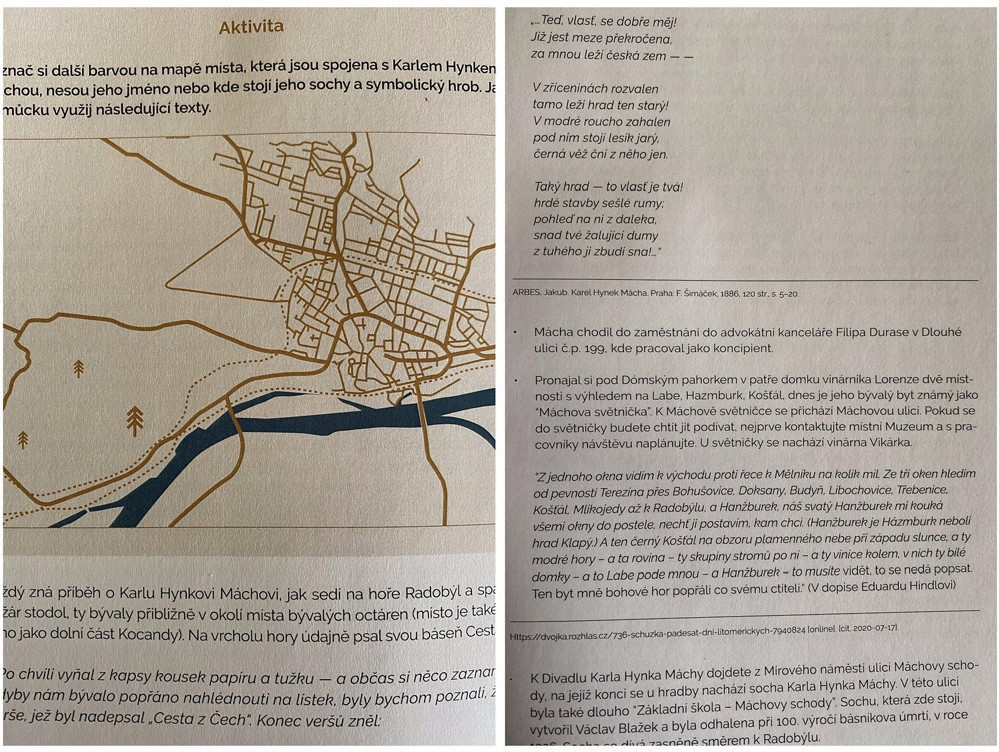 Aktivita
znač si další barvou na mapě místa, která jsou spojena s Karlem Hynkem
chou, nesou jeho jméno nebo kde stojí jeho sochy a symbolický hrob. Ja
můcku využij následující texty.
ždý zná příběh o Karlu Hynkovi Máchovi, jak sedí na hoře Radobýl a spa
žár stodol, ty bývaly přibližně v okolí místa bývalých octáren (místo je také
no jako dolní část Kocandy). Na vrcholu hory údajně psal svou báseň Cest
Po chvíli vyňal z kapsy kousek papíru a tužku — a občas si něco zaznam
dyby nám bývalo popřáno nahlédnouti na lístek, byly bychom poznali, ž
rše, jež byl nadepsal „Cesta z Čech“. Konec veršů zněl:
„...Teď, vlasť, se dobře měj!
Již jest meze překročena,
za mnou leží česká zem — —
V zříceninách rozvalen
tamo leží hrad ten starý!
V modré roucho zahalen
pod ním stojí lesík jarý,
černá věž ční z něho jen.
Taký hrad — to vlasť je tvá!
hrdé stavby sešlé rumy;
pohleď na ni z daleka,
snad tvé žalující dumy
z tuhého ji zbudí sna!...“
ARBES, Jakub. Karel Hynek Mácha. Praha: F. Šimáček, 1886. 120 str., s. 5–20.
• Mácha chodil do zaměstnání do advokátní kanceláře Filipa Durase v Dlouhé
ulici č.p. 199, kde pracoval jako koncipient.
• Pronajal si pod Dómským pahorkem v patře domku vinárníka Lorenze dvě míst-
nosti s výhledem na Labe, Hazmburk, Košťál, dnes je jeho bývalý byt známý jako
"Máchova světnička". K Máchově světničce se přichází Máchovou ulicí. Pokud se
do světničky budete chtít jít podívat, nejprve kontaktujte místní Muzeum a s pra-
covníky návštěvu naplánujte. U světničky se nachází vinárna Vikárka.
"Z jednoho okna vidím k východu proti řece k Mělníku na kolik mil. Ze tří oken hledím
od pevnosti Terezína přes Bohušovice, Doksany, Budyň, Libochovice, Třebenice,
Košťál, Mlíkojedy až k Radobýlu, a Hanžburek, náš svatý Hanžburek mi kouká
všemi okny do postele, nechť ji postavím, kam chci. (Hanžburek je Házmburk neboli
hrad Klapý.) A ten černý Košťál na obzoru plamenného nebe při západu slunce, a ty
modré hory – a ta rovina – ty skupiny stromů po ní – a ty vinice kolem, v nich ty bílé
domky – a to Labe pode mnou – a Hanžburek – to musíte vidět, to se nedá popsat.
Ten byt mně bohové hor popřáli co svému ctiteli." (V dopise Eduardu Hindlovi)
Https://dvojka.rozhlas.cz/736-schuzka-padesat-dni-litomerickych-7940824 [online]. [cit. 2020-07-17].
• K Divadlu Karla Hynka Máchy dojdete z Mírového náměstí ulicí Máchovy scho-
dy, na jejíž konci se u hradby nachází socha Karla Hynka Máchy. V této ulici
byla také dlouho "Základní škola – Máchovy schody". Sochu, která zde stojí,
vytvořil Václav Blažek a byla odhalena při 100. výročí básníkova úmrtí, v roce
1936. Socha se dívá zasněně směrem k Radobýlu.